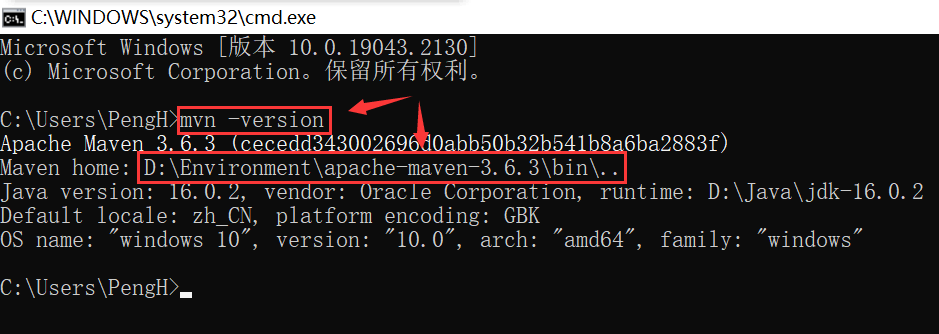 C:\WINDOWS\system32\cmd.exe
Microsoft Windows [版本 10.0.19043.2130]
(c) Microsoft Corporation。保留所有权利。
C:\Users\PengH>mvn -version
Apache Maven 3.6.3 (cecedd343002696d0abb50b32b541b8a6ba2883f)
Maven home: D:\Environment\apache-maven-3.6.3\bin\..
Java version: 16.0.2, vendor: Oracle Corporation, runtime: D:\Java\jdk-16.0.2
Default locale: zh_CN, platform encoding: GBK
OS name: "windows 10", version: "10.0", arch: "amd64", family: "windows"
C:\Users\PengH>